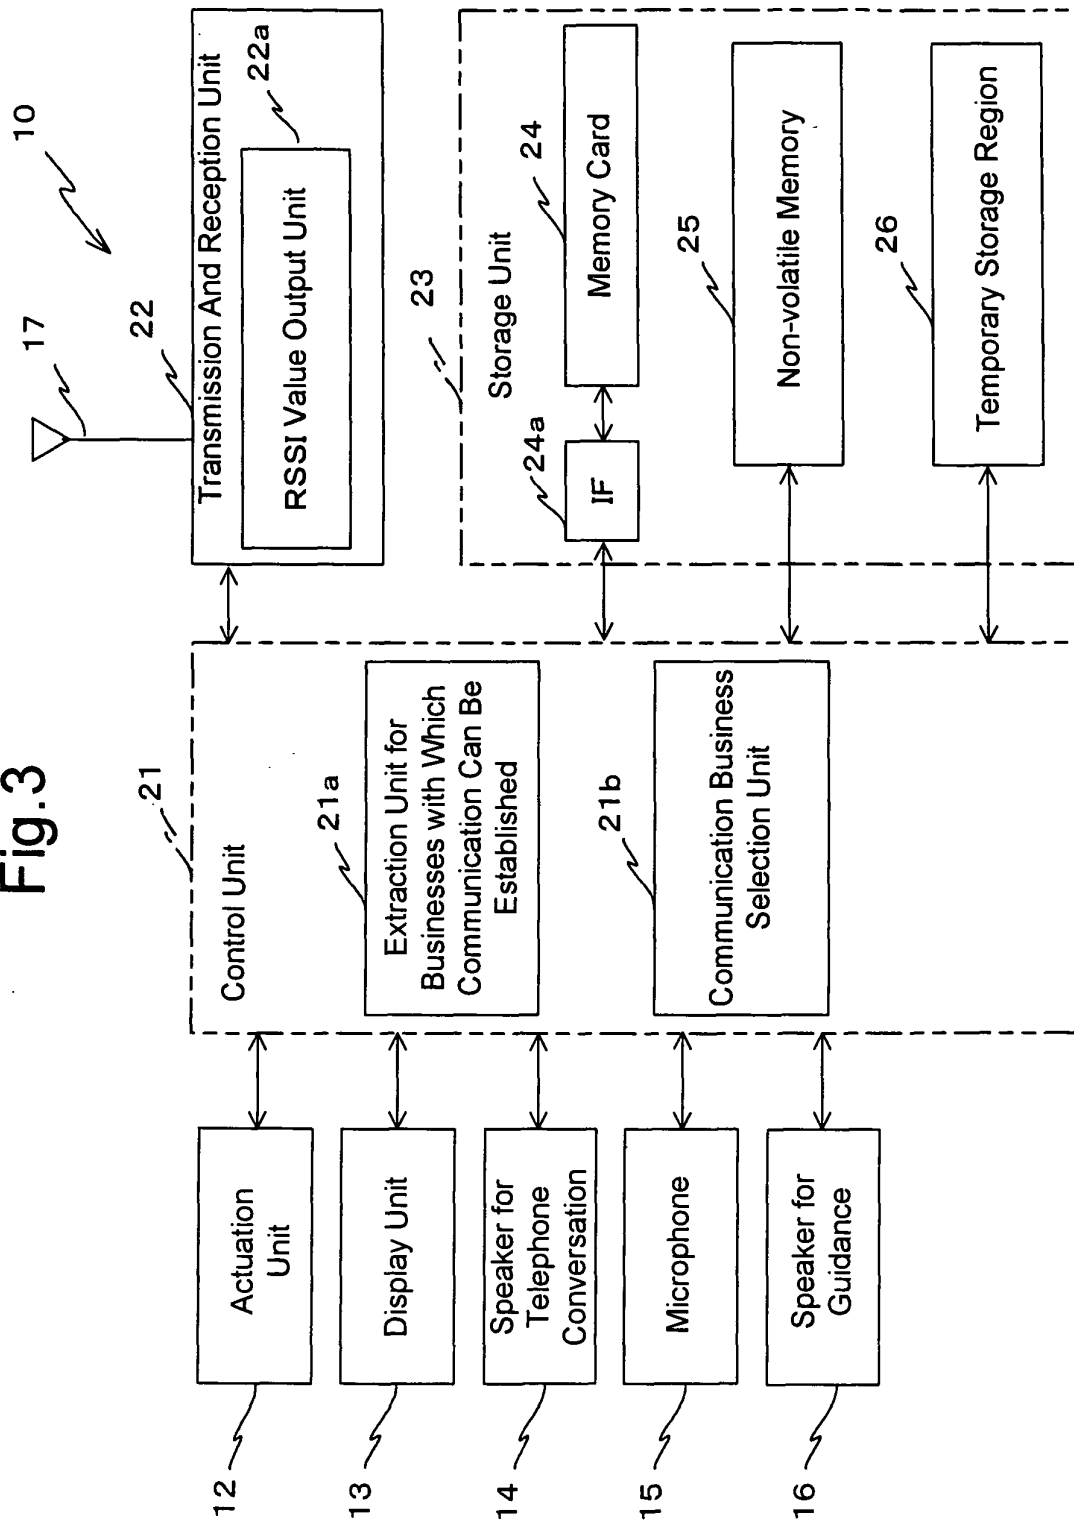 Fig.3
10
17
22
Transmission And Reception Unit
22a
RSSI Value Output Unit
21
Control Unit
21a
Extraction Unit for
Businesses with Which
Communication Can Be
Established
21b
Communication Business
Selection Unit
23
Storage Unit
24
Memory Card
24a
IF
25
Non-volatile Memory
26
Temporary Storage Region
12
Actuation
Unit
13
Display Unit
14
Speaker for
Telephone
Conversation
15
Microphone
16
Speaker for
Guidance